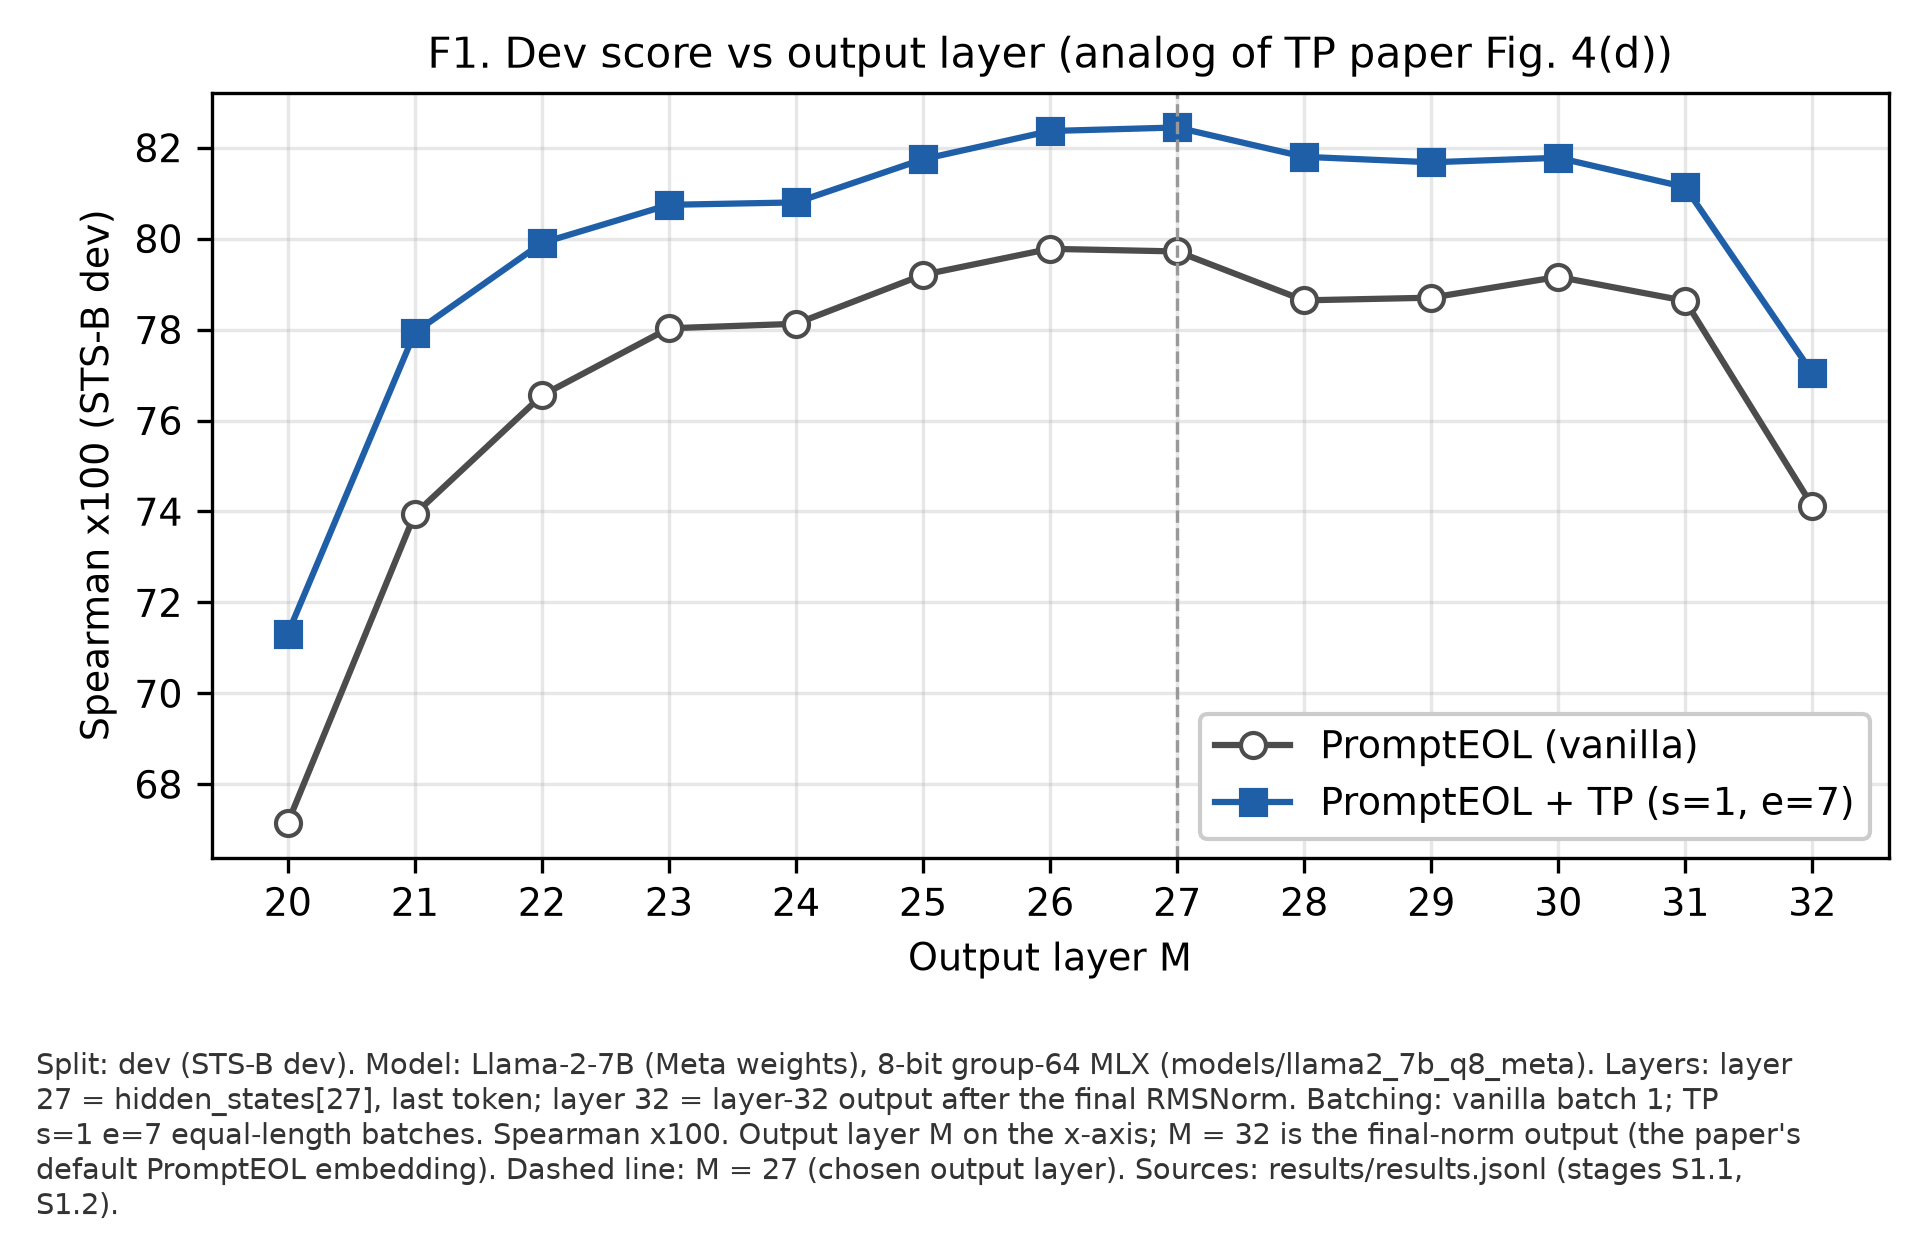 F1. Dev score vs output layer (analog of TP paper Fig. 4(d))
Spearman x100 (STS-B dev)
82
80
78
76
74
72
70
68
PromptEOL (vanilla)
PromptEOL + TP (s=1, e=7)
20 21 22 23 24 25 26 27 28 29 30 31 32
Output layer M
Split: dev (STS-B dev). Model: Llama-2-7B (Meta weights), 8-bit group-64 MLX (models/llama2_7b_q8_meta). Layers: layer
27 = hidden_states[27], last token; layer 32 = layer-32 output after the final RMSNorm. Batching: vanilla batch 1; TP
s=1 e=7 equal-length batches. Spearman x100. Output layer M on the x-axis; M = 32 is the final-norm output (the paper's
default PromptEOL embedding). Dashed line: M = 27 (chosen output layer). Sources: results/results.jsonl (stages S1.1,
S1.2).